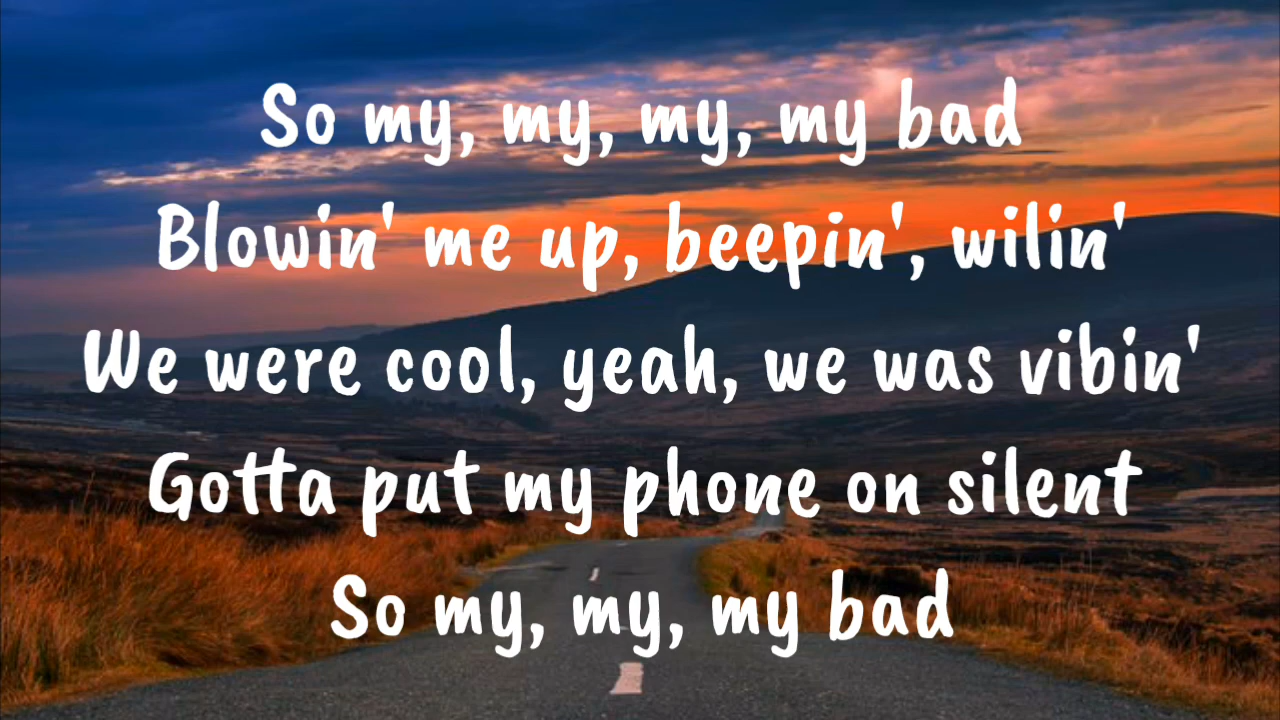 So my, my, my, my bad
Blowin' me up, beepin', wilin'
We were cool, yeah, we was vibin'
Gotta put my phone on silent
So my, my, my bad